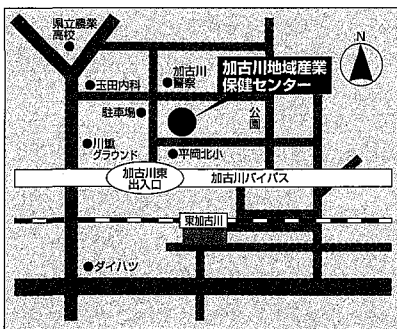 県立農業
高校
N
玉田内科
加古川
警察
加古川地域産業
保健センター
駐車場
公園
川重
グラウンド
平岡北小
加古川東
出入口
加古川バイパス
東加古川
ダイハツ